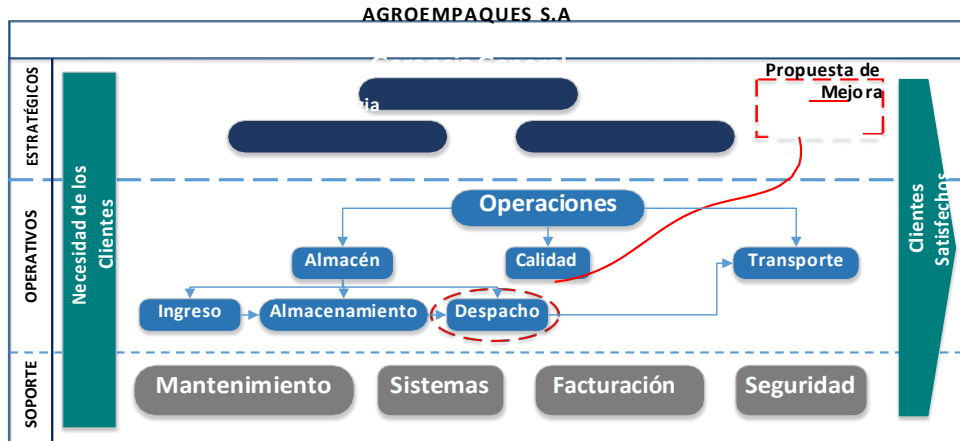 AGROEMPAQUES S.A
ESTRATÉGICOS
Propuesta de
Mejora
Necesidad de los
Clientes
OPERATIVOS
Operaciones
Almacén
Calidad
Transporte
Ingreso
Almacenamiento
Despacho
Clientes
Satisfechos
SOPORTE
Mantenimiento
Sistemas
Facturación
Seguridad